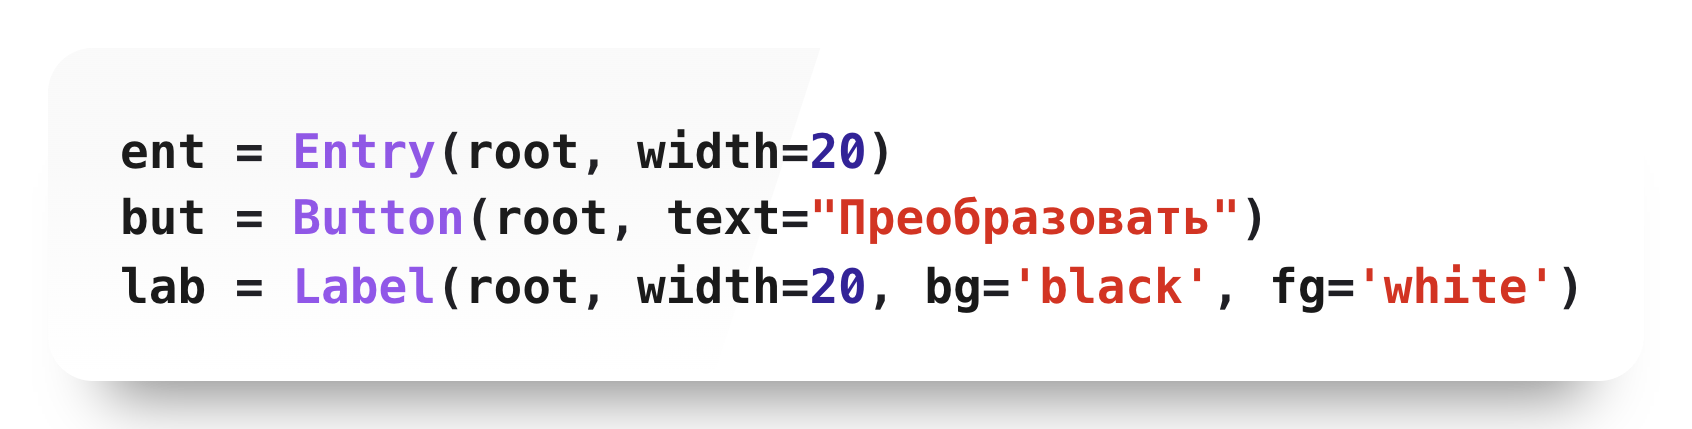 ent = Entry(root, width=20)
but = Button(root, text="Преобразовать")
lab = Label(root, width=20, bg='black', fg='white')